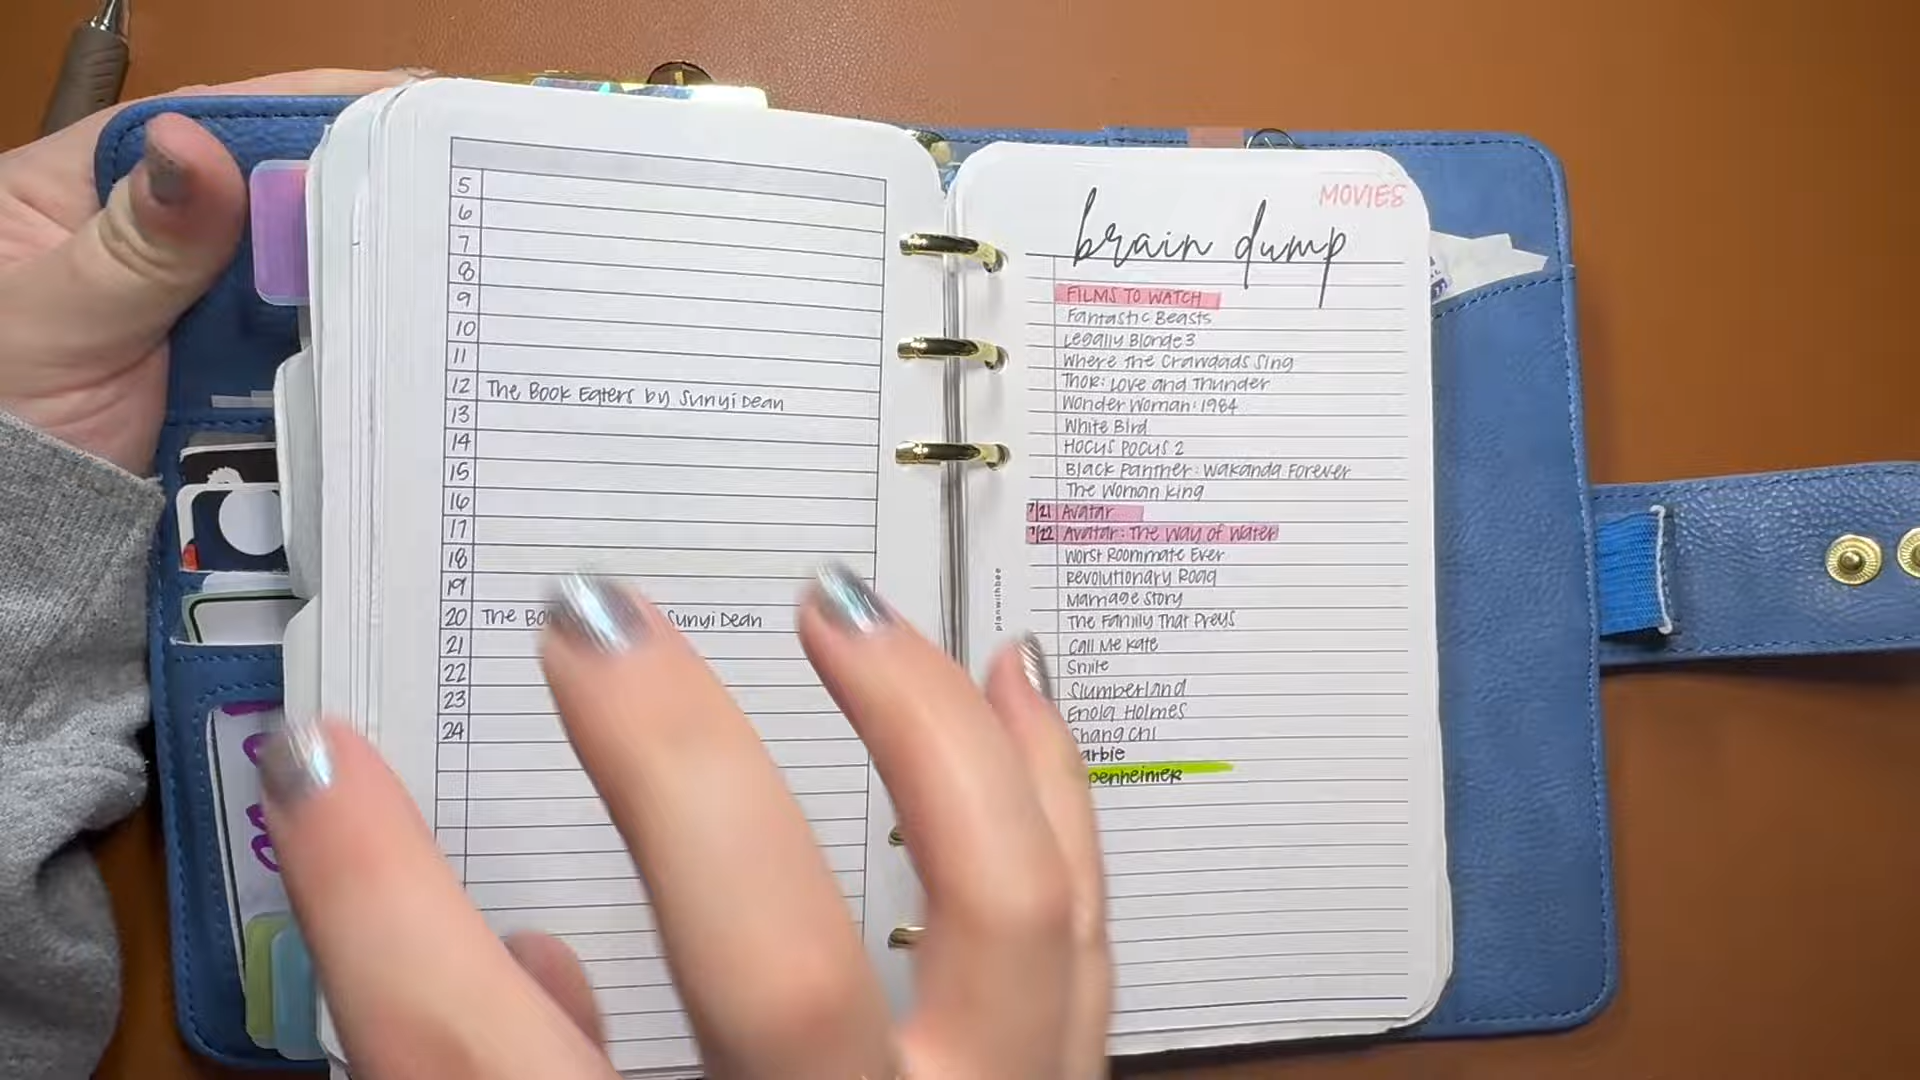 5
6
7
8
9
10
11
12 The Book Eaters by Sunyi Dean
13
14
15
16
17
18
19
20 The Boo Sunyi Dean
21
22
23
24
MOVIES
brain dump
FILMS TO WATCH
Fantastic Beasts
Legally Blonde 3
Where the Crawdads Sing
Thor: Love and Thunder
Wonder Woman: 1984
White Bird
Hocus Pocus 2
Black Panther: Wakanda Forever
The Woman King
7/21 Avatar
7/22 Avatar: The Way of Water
Worst Roommate Ever
Revolutionary Road
Marriage Story
The Family That Preys
Call Me Kate
Smile
Slumberland
Enola Holmes
Shang Chi
arbie
penheimer
planwithbee